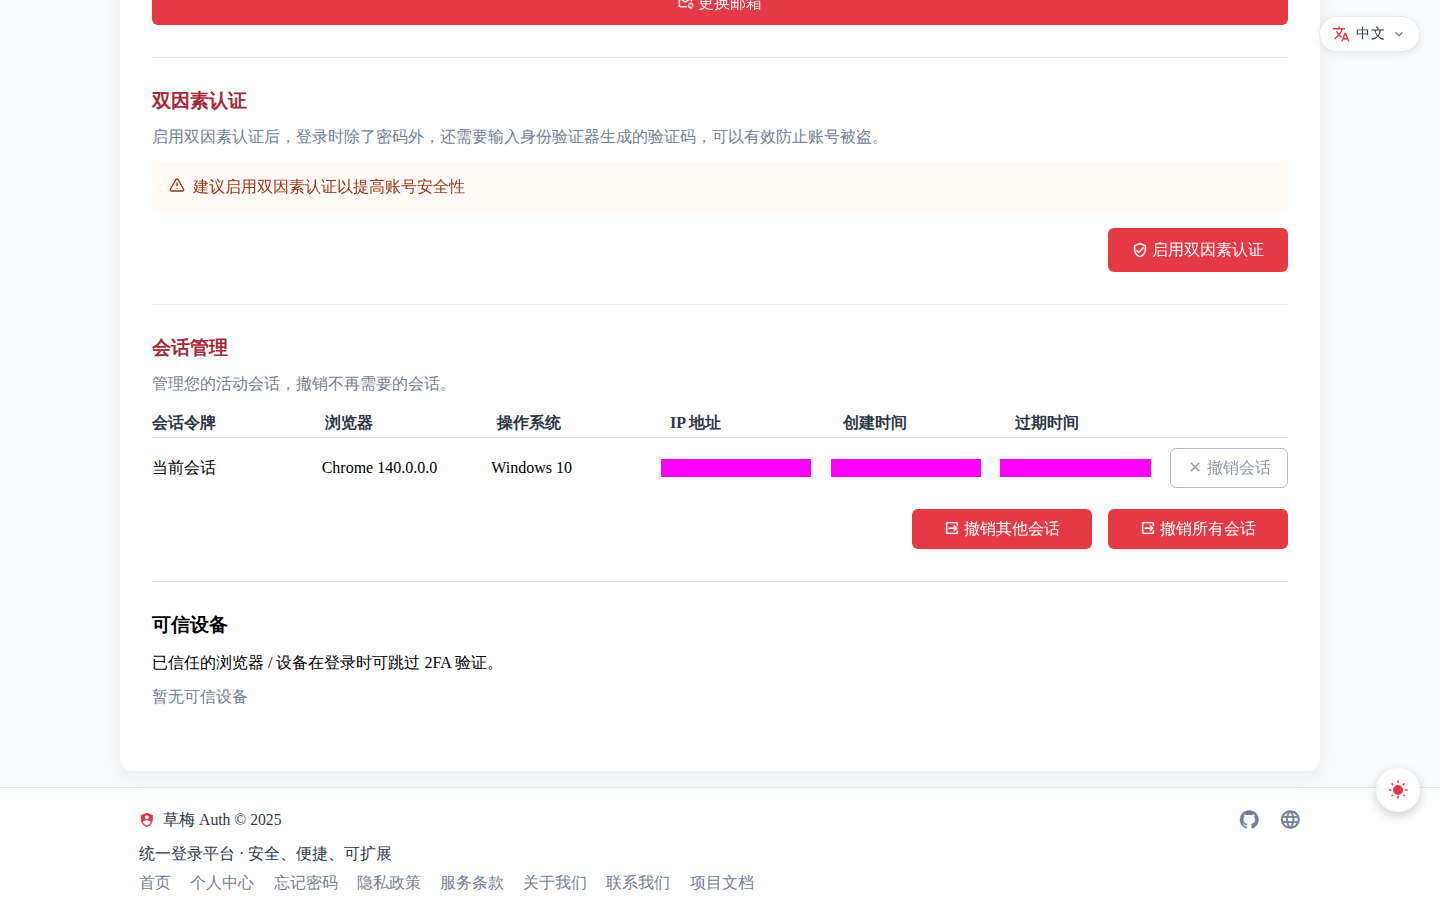 更换邮箱
中文
双因素认证
启用双因素认证后，登录时除了密码外，还需要输入身份验证器生成的验证码，可以有效防止账号被盗。
建议启用双因素认证以提高账号安全性
启用双因素认证
会话管理
管理您的活动会话，撤销不再需要的会话。
会话令牌 浏览器 操作系统 IP 地址 创建时间 过期时间
当前会话 Chrome 140.0.0.0 Windows 10 撤销会话
撤销其他会话 撤销所有会话
可信设备
已信任的浏览器 / 设备在登录时可跳过 2FA 验证。
暂无可信设备
草梅 Auth © 2025
统一登录平台 · 安全、便捷、可扩展
首页 个人中心 忘记密码 隐私政策 服务条款 关于我们 联系我们 项目文档